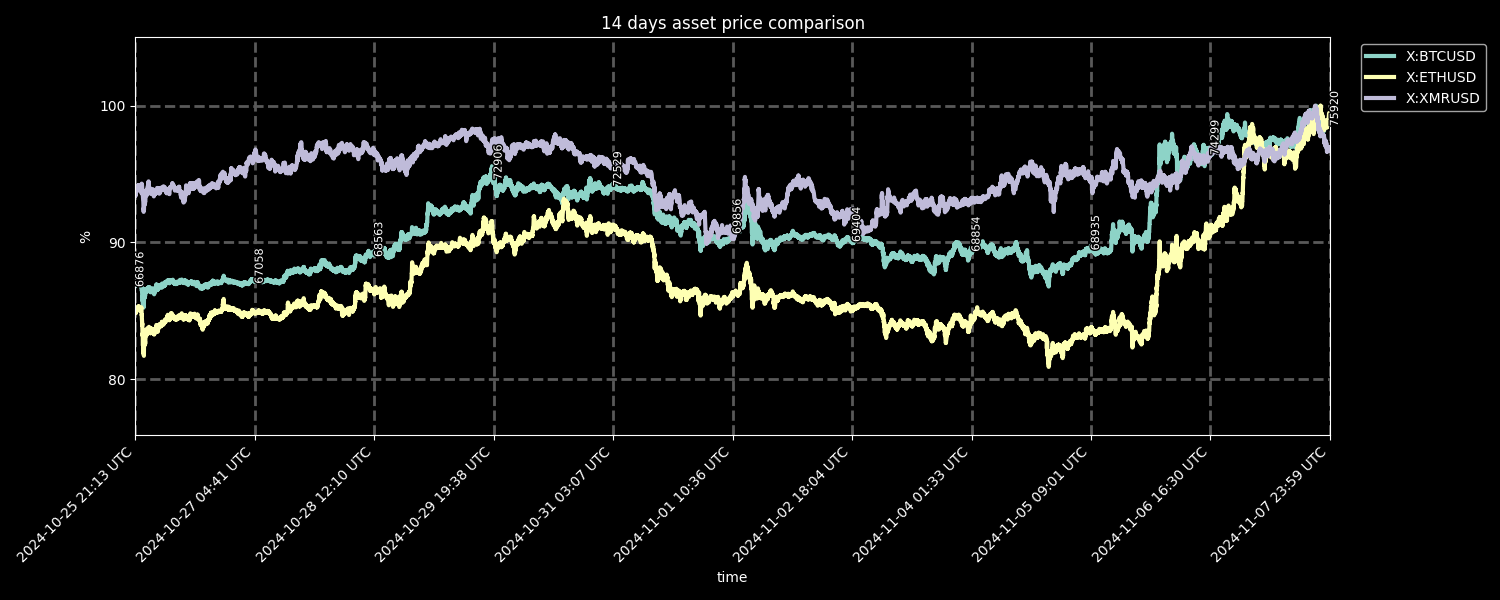 14 days asset price comparison
X:BTCUSD
X:ETHUSD
X:XMRUSD
%
100
90
80
66876
67058
68563
72906
72529
69856
69404
68854
68935
74299
75920
2024-10-25 21:13 UTC
2024-10-27 04:41 UTC
2024-10-28 12:10 UTC
2024-10-29 19:38 UTC
2024-10-31 03:07 UTC
2024-11-01 10:36 UTC
2024-11-02 18:04 UTC
2024-11-04 01:33 UTC
2024-11-05 09:01 UTC
2024-11-06 16:30 UTC
2024-11-07 23:59 UTC
time